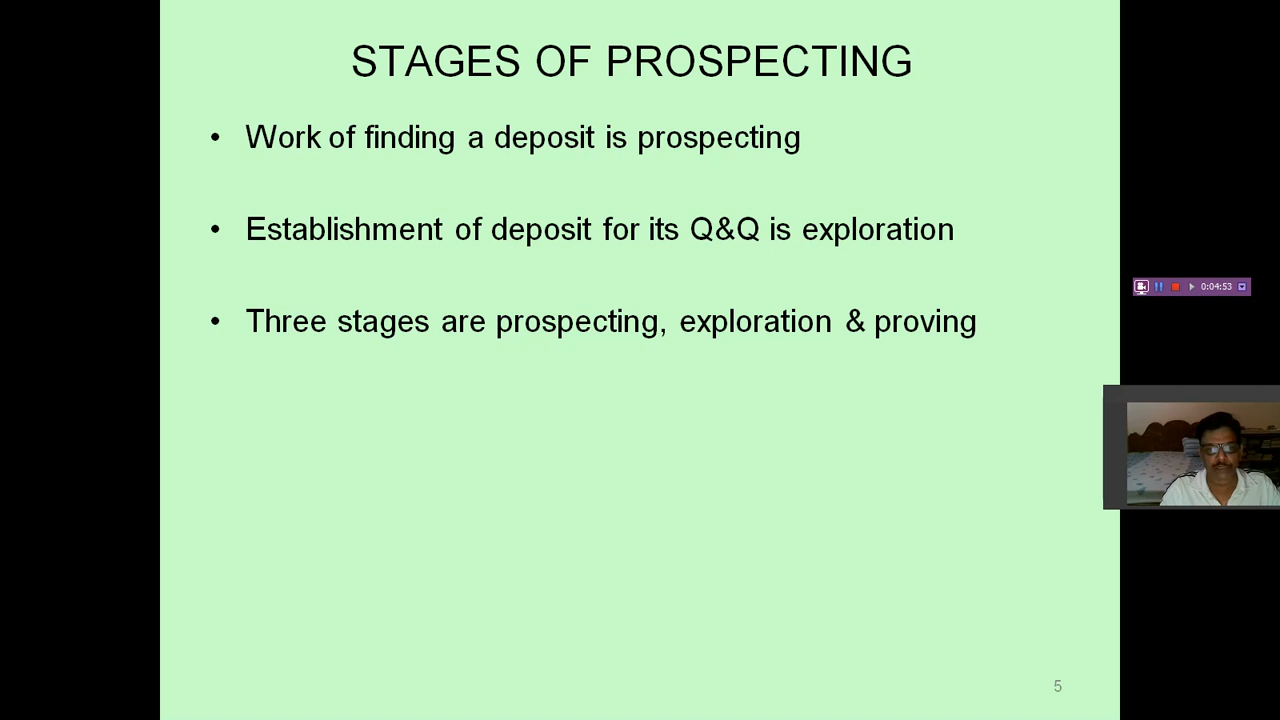 STAGES OF PROSPECTING
• Work of finding a deposit is prospecting
• Establishment of deposit for its Q&Q is exploration
• Three stages are prospecting, exploration & proving
0:04:53
5